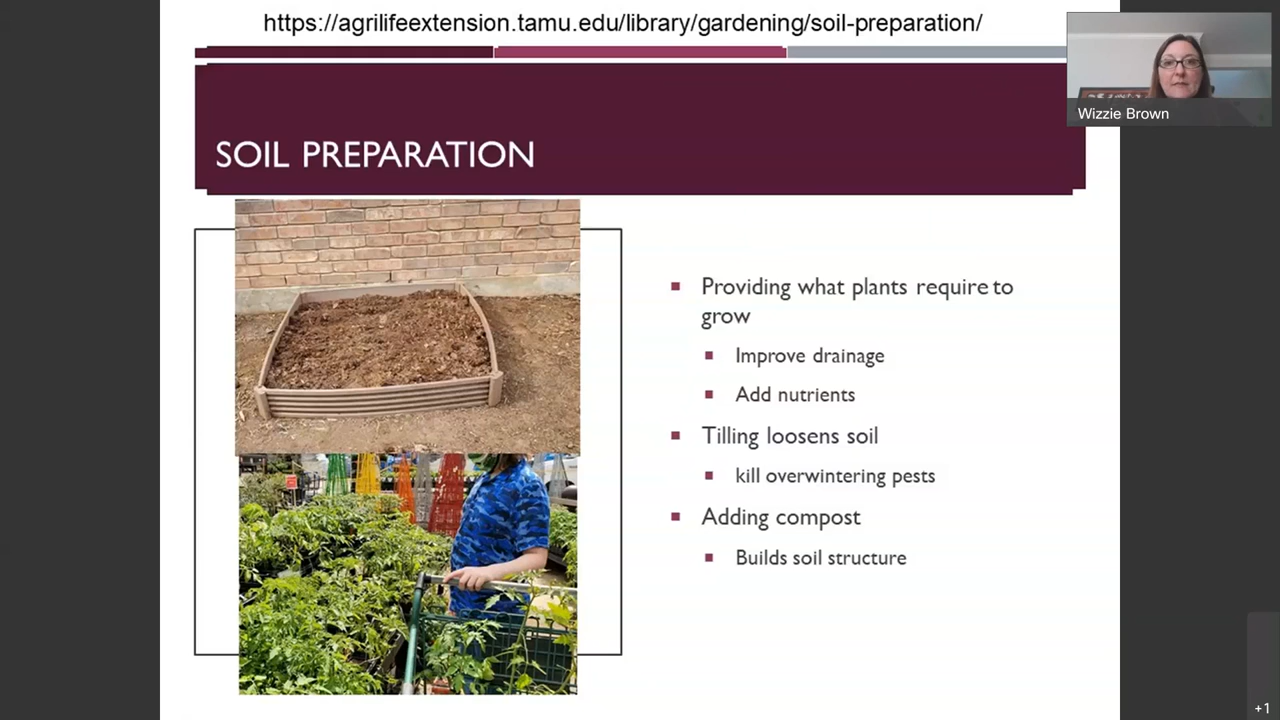 https://agrilifeextension.tamu.edu/library/gardening/soil-preparation/
Wizzie Brown
SOIL PREPARATION
Providing what plants require to
grow
Improve drainage
Add nutrients
Tilling loosens soil
kill overwintering pests
Adding compost
Builds soil structure
+1